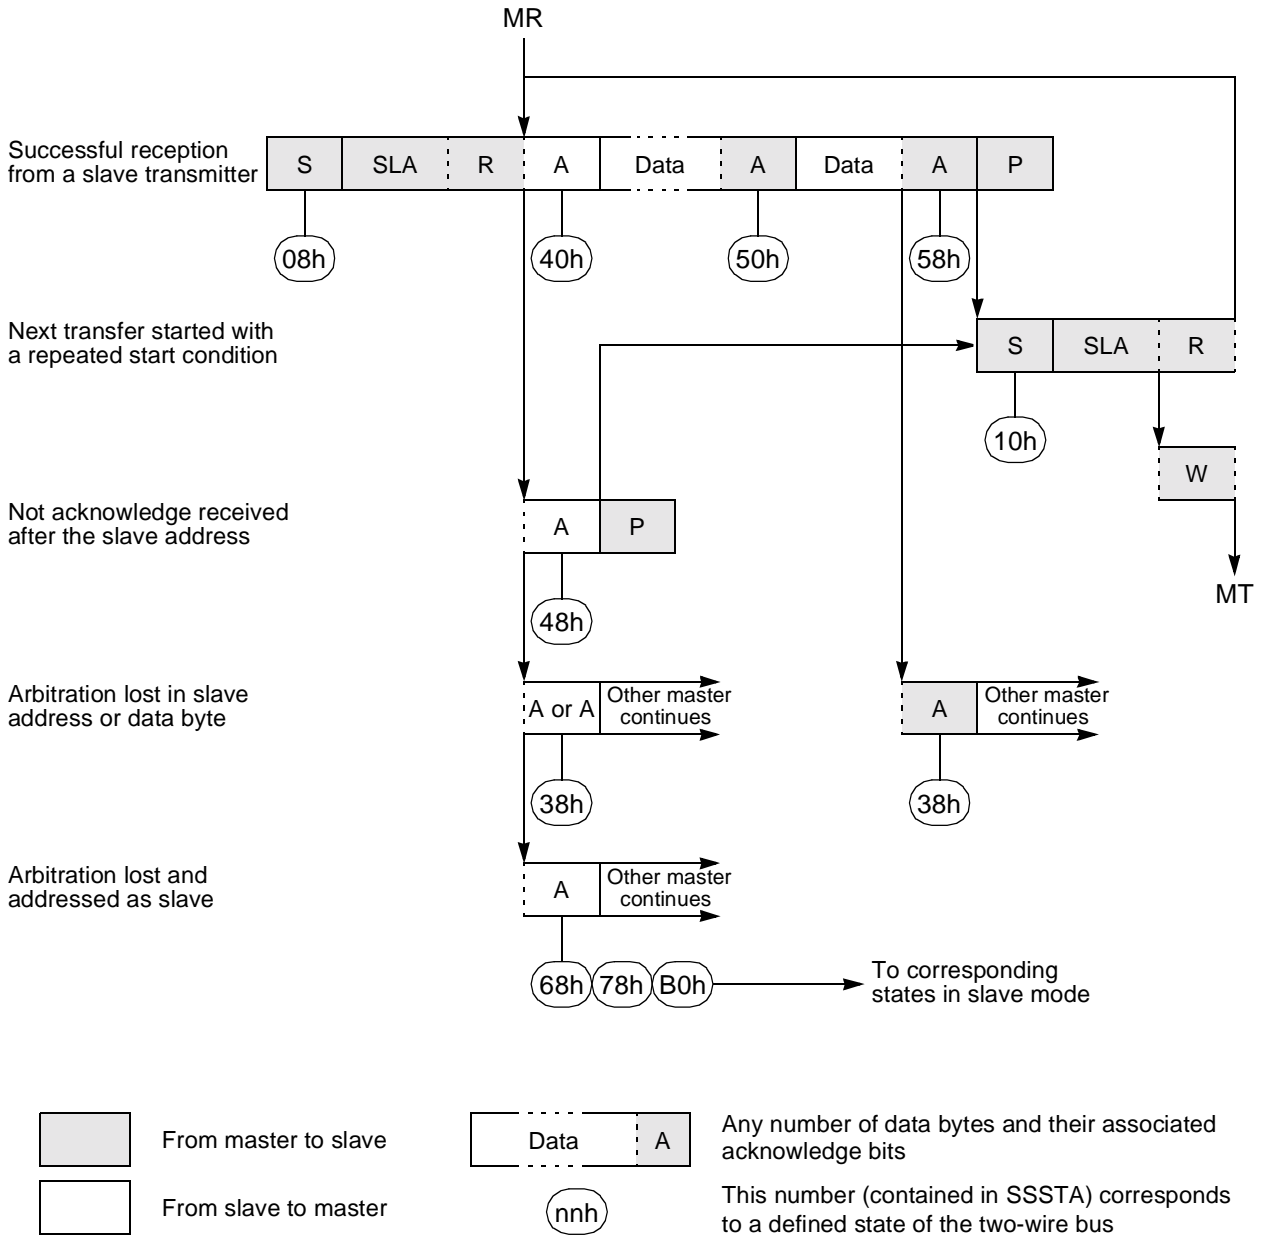 MR
Successful reception
from a slave transmitter
S SLA R A Data A Data A P
08h 40h 50h 58h
Next transfer started with
a repeated start condition
S SLA R
10h
W
MT
Not acknowledge received
after the slave address
A P
48h
Arbitration lost in slave
address or data byte
A or A
Other master
continues
A
Other master
continues
38h 38h
Arbitration lost and
addressed as slave
A
Other master
continues
68h 78h B0h
To corresponding
states in slave mode
From master to slave
Data A
Any number of data bytes and their associated
acknowledge bits
From slave to master
nnh
This number (contained in SSSTA) corresponds
to a defined state of the two-wire bus